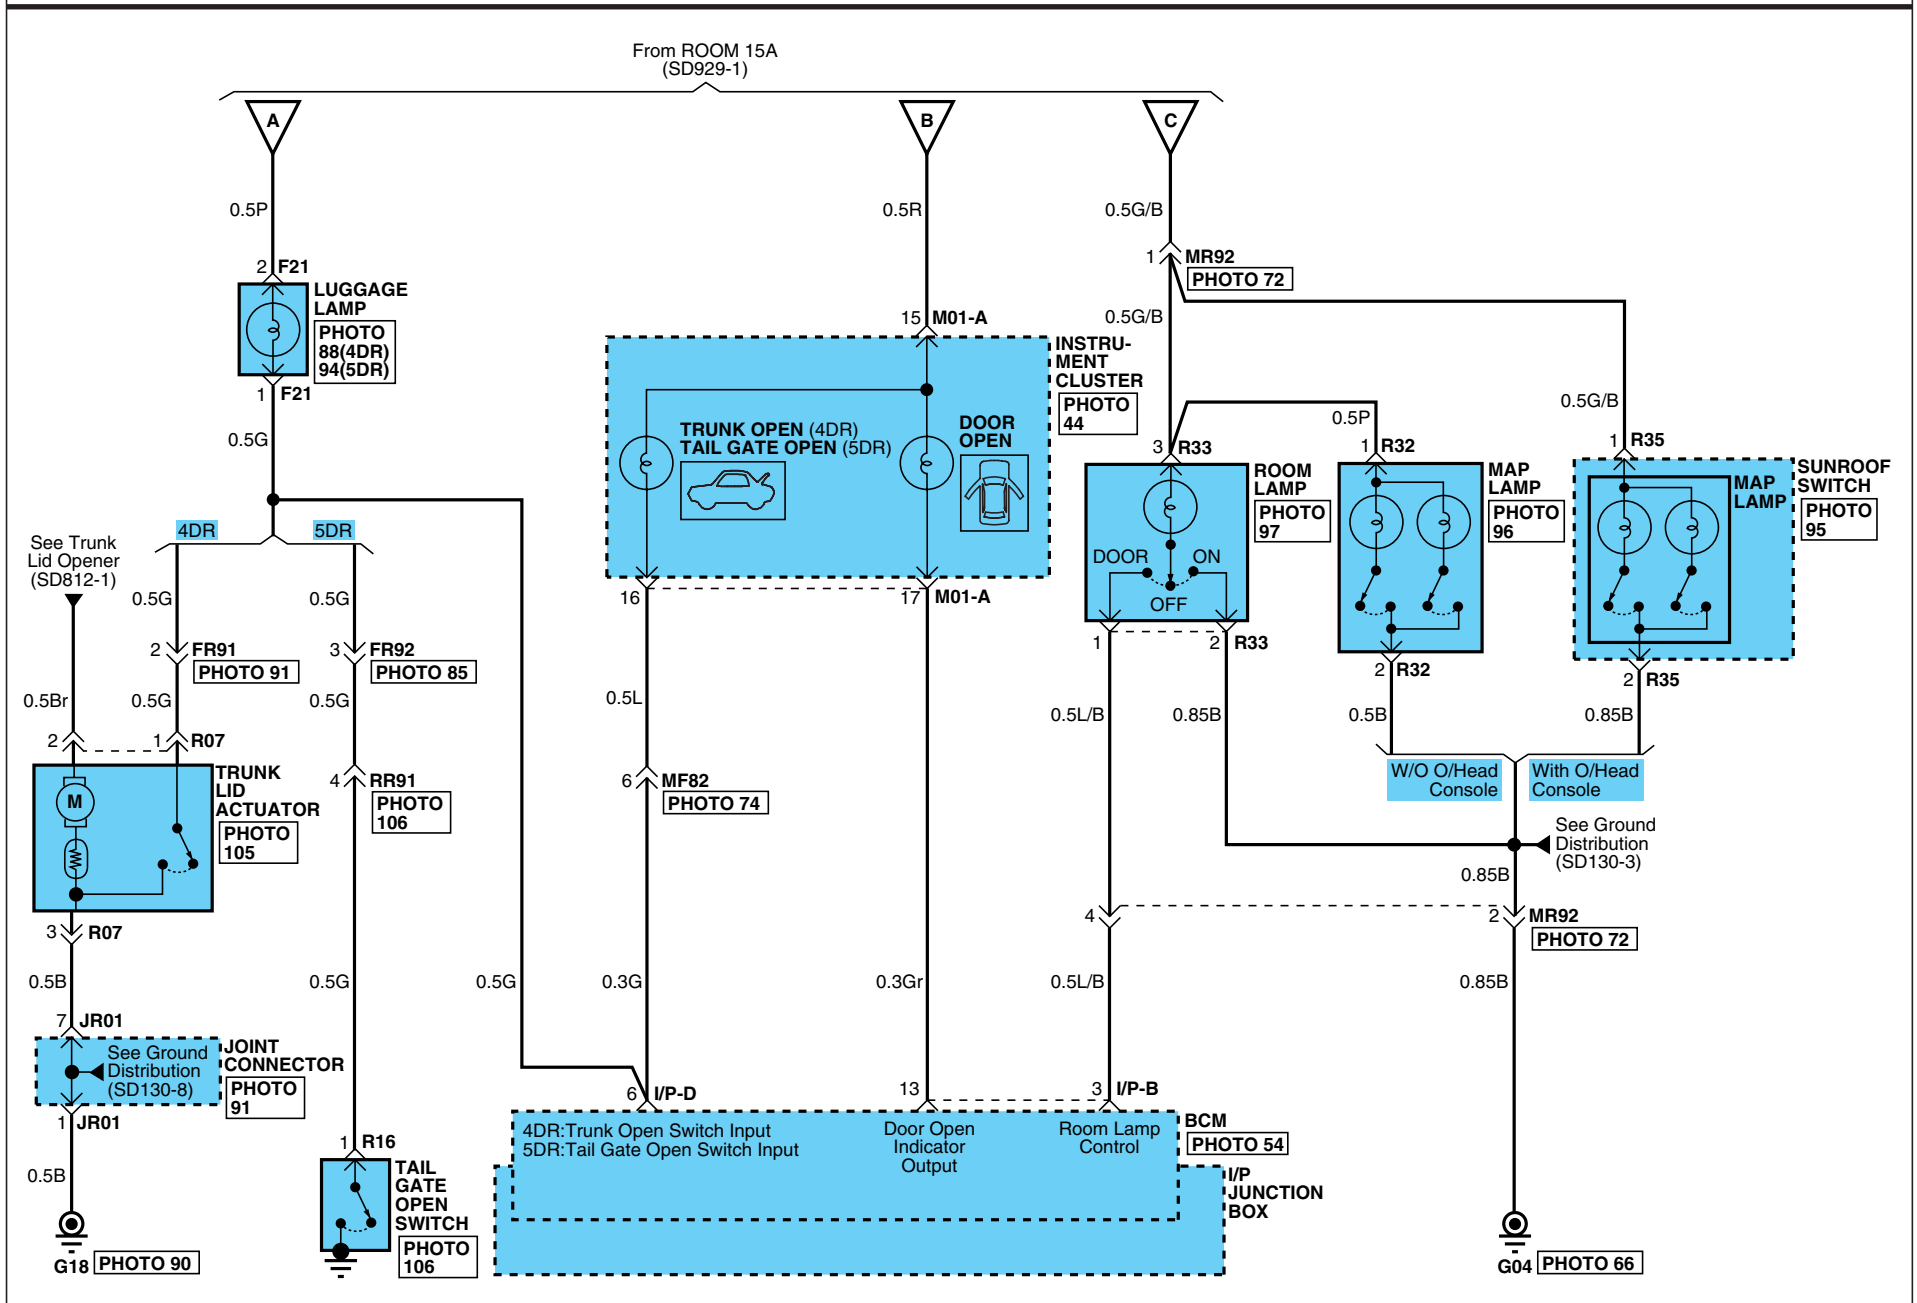 From ROOM 15A
(SD929-1)
A
B
C
0.5P
0.5R
0.5G/B
2 F21
LUGGAGE
LAMP
PHOTO
88(4DR)
94(5DR)
1 F21
0.5G
1 MR92
PHOTO 72
0.5G/B
15 M01-A
INSTRU-
MENT
CLUSTER
PHOTO
44
TRUNK OPEN (4DR)
TAIL GATE OPEN (5DR)
DOOR
OPEN
16
17 M01-A
0.5P
0.5G/B
3 R33
1 R32
1 R35
ROOM
LAMP
PHOTO
97
DOOR
ON
OFF
MAP
LAMP
PHOTO
96
MAP
LAMP
SUNROOF
SWITCH
PHOTO
95
1
2 R33
2 R32
2 R35
4DR
5DR
See Trunk
Lid Opener
(SD812-1)
0.5G
0.5G
2 FR91
PHOTO 91
3 FR92
PHOTO 85
0.5Br
0.5G
0.5G
0.5L
0.5L/B
0.85B
0.5B
0.85B
2
1 R07
TRUNK
LID
ACTUATOR
PHOTO
105
M
4 RR91
PHOTO
106
6 MF82
PHOTO 74
W/O O/Head
Console
With O/Head
Console
See Ground
Distribution
(SD130-3)
0.85B
4
2 MR92
PHOTO 72
3 R07
0.5B
0.5G
0.5G
0.3G
0.3Gr
0.5L/B
0.85B
7 JR01
See Ground
Distribution
(SD130-8)
JOINT
CONNECTOR
PHOTO
91
1 JR01
0.5B
G18 PHOTO 90
1 R16
TAIL
GATE
OPEN
SWITCH
PHOTO
106
6 I/P-D
13
3 I/P-B
4DR:Trunk Open Switch Input
5DR:Tail Gate Open Switch Input
Door Open
Indicator
Output
Room Lamp
Control
BCM
PHOTO 54
I/P
JUNCTION
BOX
G04 PHOTO 66